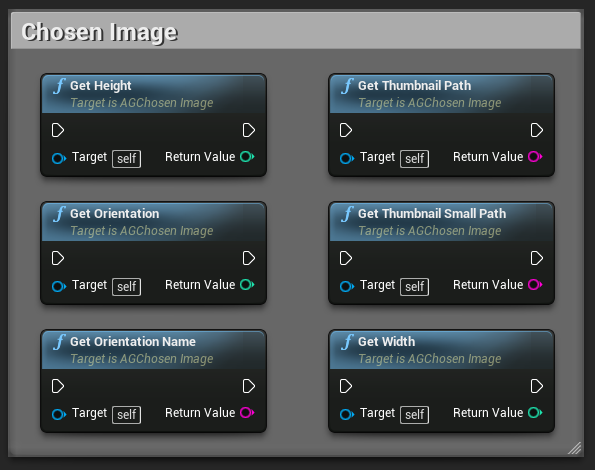 Chosen Image
f Get Height
Target is AGChosen Image
Target self Return Value
f Get Thumbnail Path
Target is AGChosen Image
Target self Return Value
f Get Orientation
Target is AGChosen Image
Target self Return Value
f Get Thumbnail Small Path
Target is AGChosen Image
Target self Return Value
f Get Orientation Name
Target is AGChosen Image
Target self Return Value
f Get Width
Target is AGChosen Image
Target self Return Value